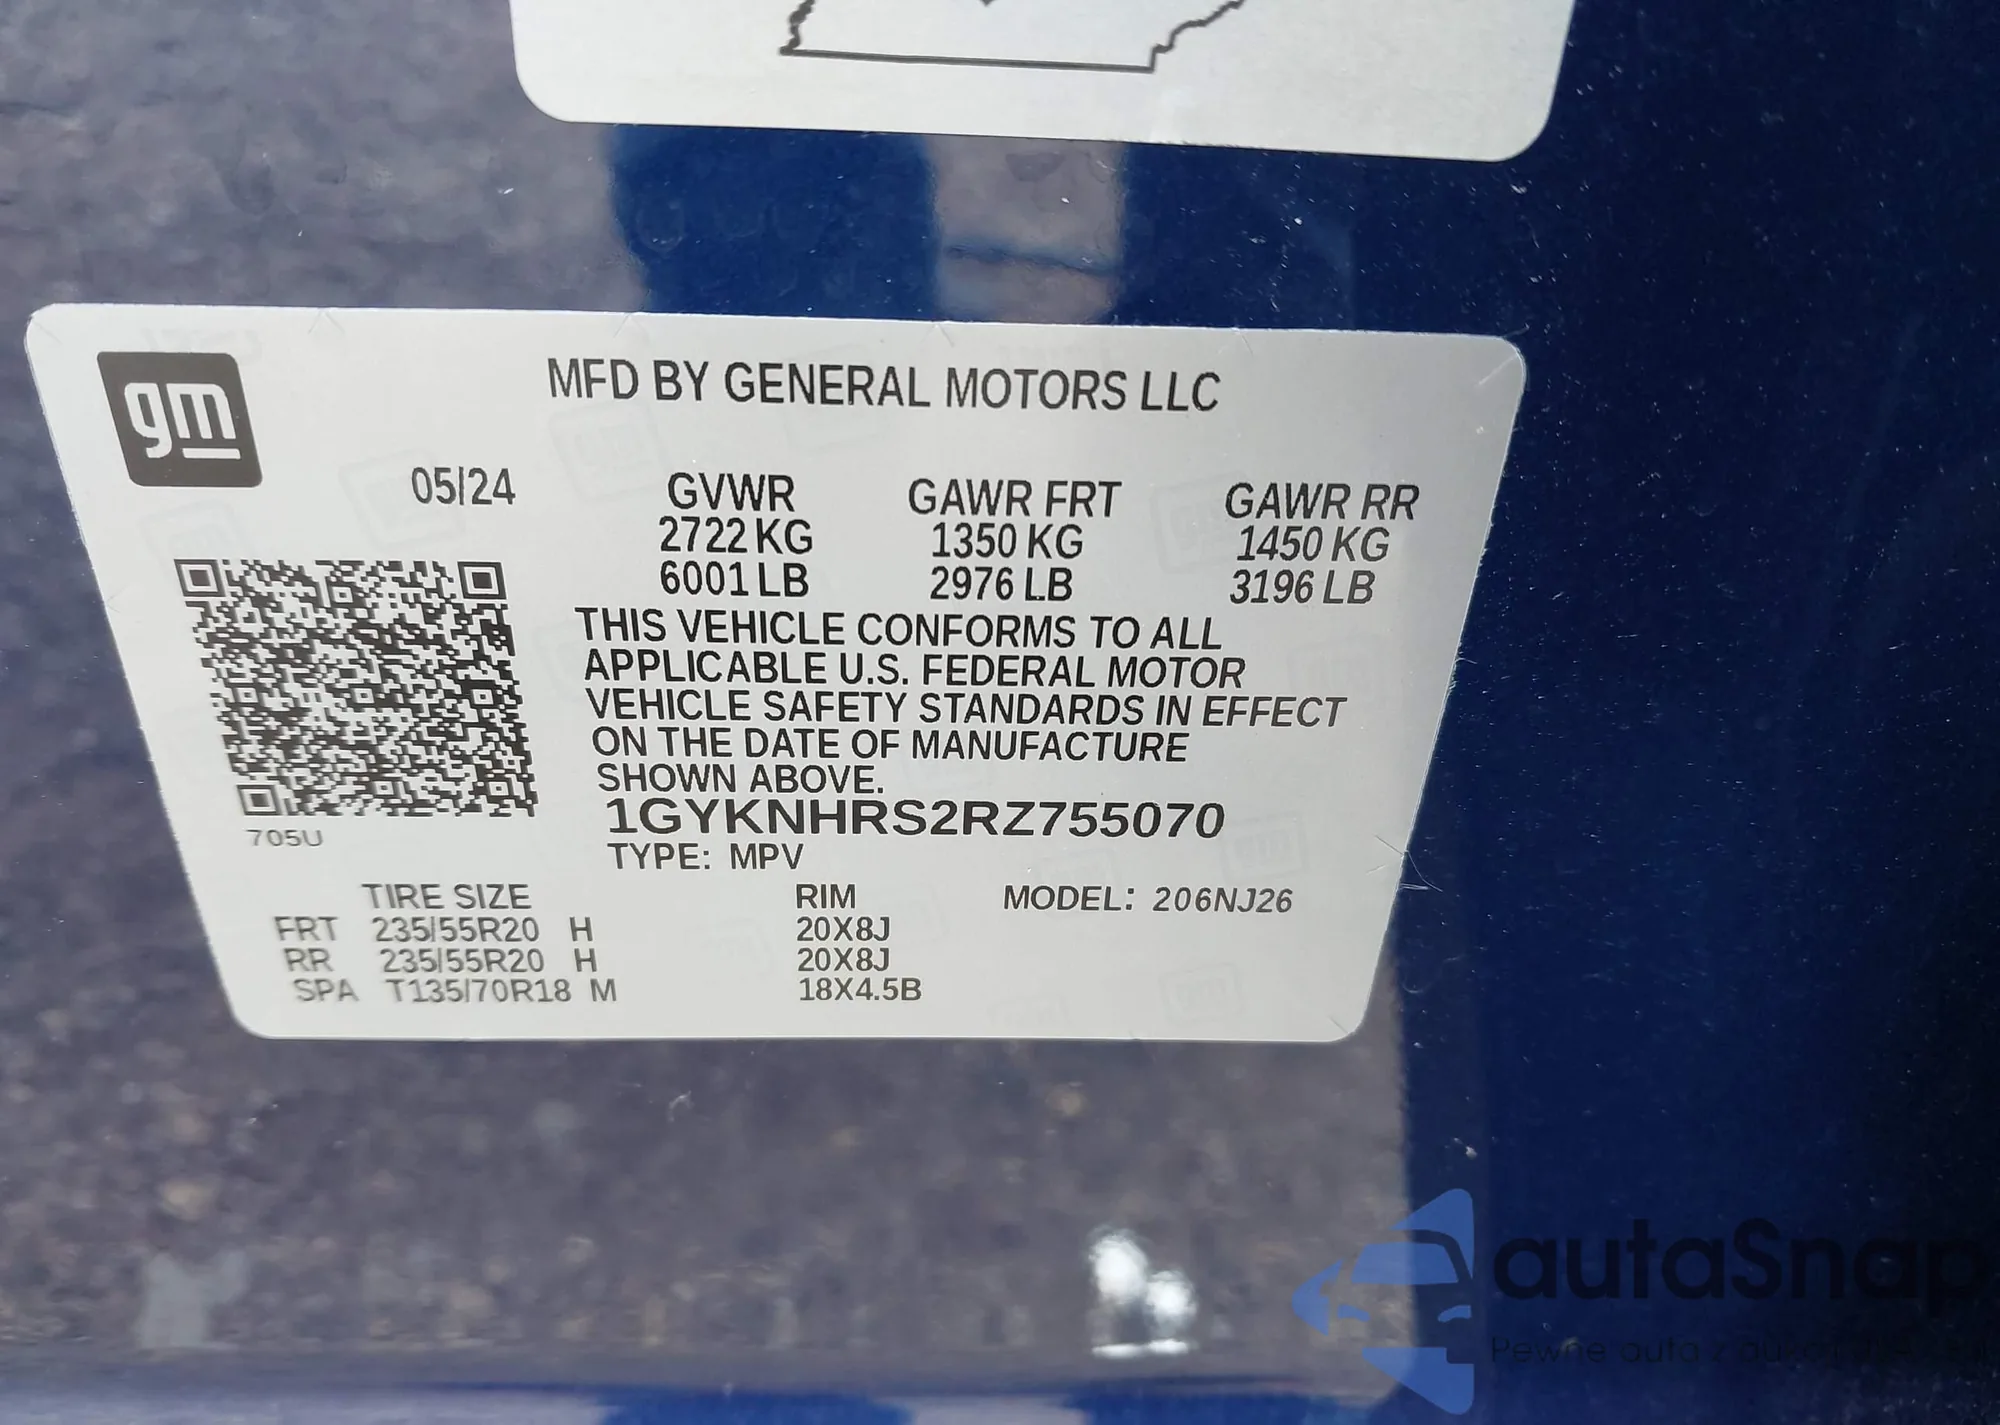 gm
MFD BY GENERAL MOTORS LLC
05/24
GVWR GAWR FRT GAWR RR
2722 KG 1350 KG 1450 KG
6001 LB 2976 LB 3196 LB
THIS VEHICLE CONFORMS TO ALL
APPLICABLE U.S. FEDERAL MOTOR
VEHICLE SAFETY STANDARDS IN EFFECT
ON THE DATE OF MANUFACTURE
SHOWN ABOVE.
1GYKNHRS2RZ755070
705U
TYPE: MPV
TIRE SIZE RIM MODEL: 206NJ26
FRT 235/55R20 H 20X8J
RR 235/55R20 H 20X8J
SPA T135/70R18 M 18X4.5B
autaSnap
Pewne auta z